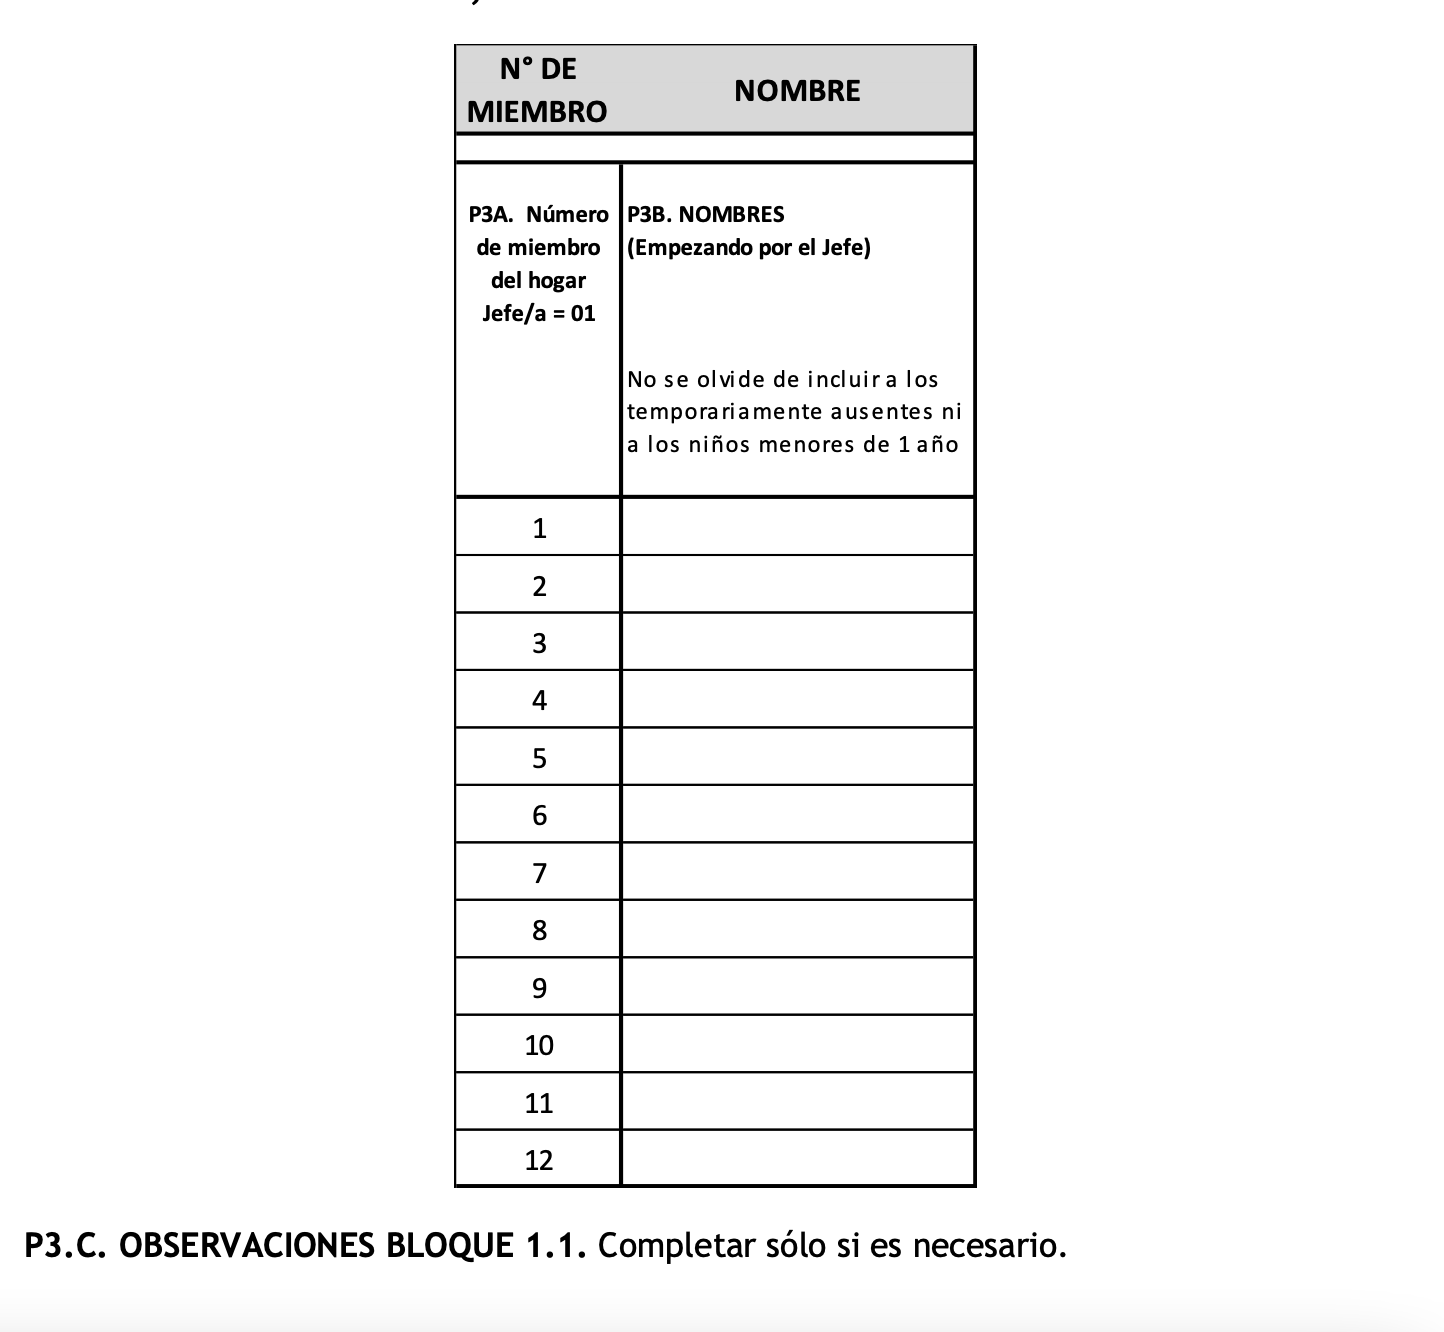 N° DE
MIEMBRO
NOMBRE
P3A. Número
de miembro
del hogar
Jefe/a = 01
P3B. NOMBRES
(Empezando por el Jefe)
No se olvide de incluir a los
temporariamente ausentes ni
a los niños menores de 1 año
1
2
3
4
5
6
7
8
9
10
11
12
P3.C. OBSERVACIONES BLOQUE 1.1. Completar sólo si es necesario.